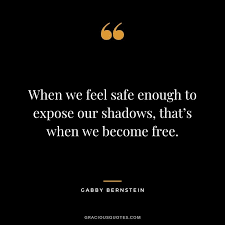 “
When we feel safe enough to
expose our shadows, that’s
when we become free.
GABBY BERNSTEIN
GRACIOUSQUOTES.COM